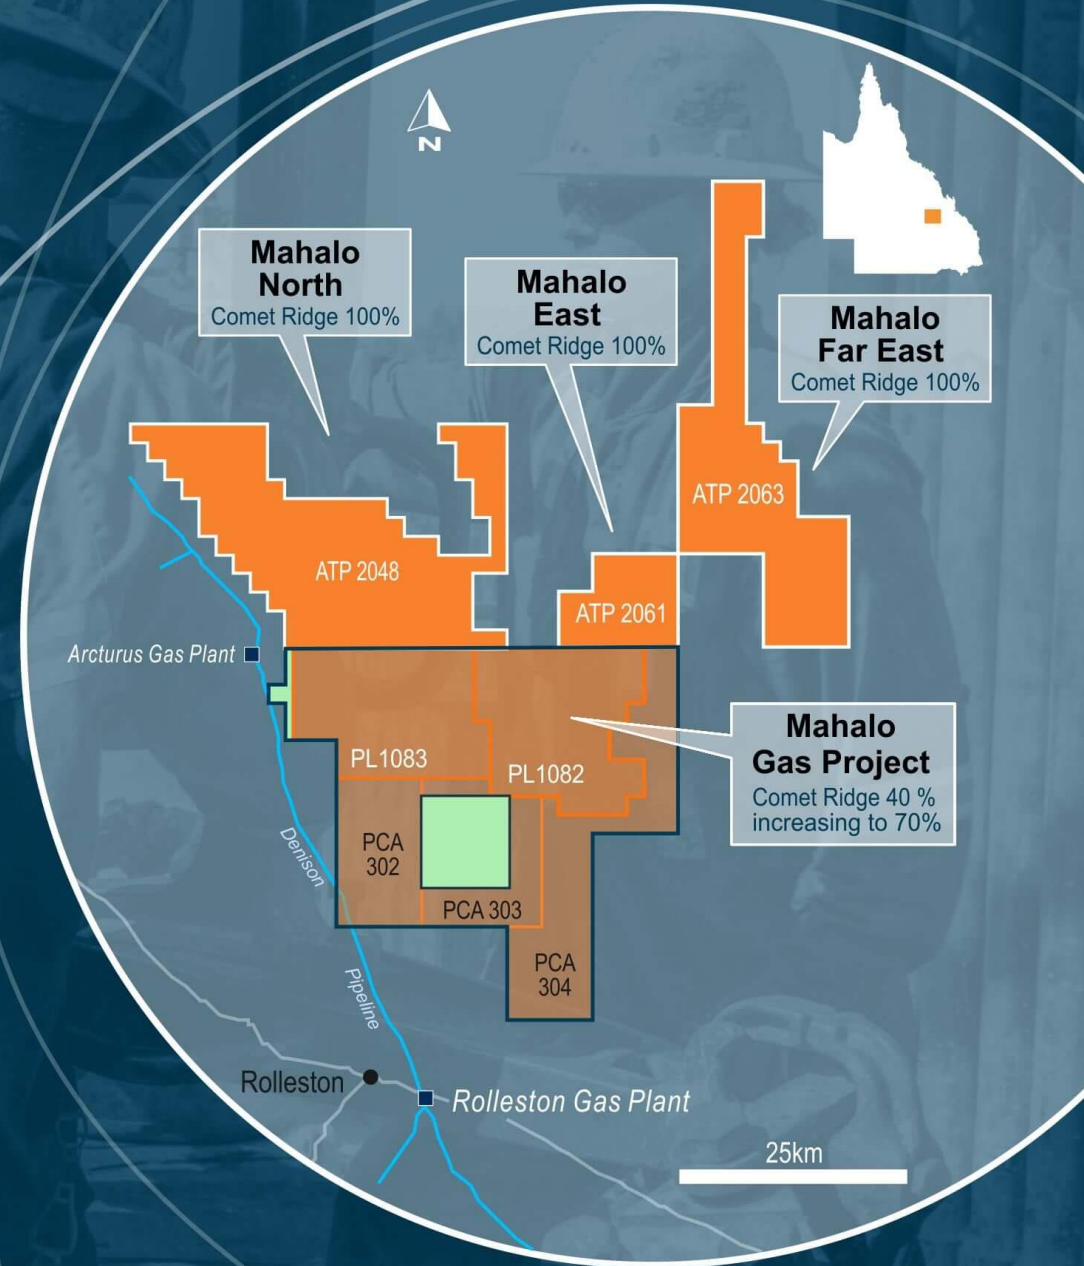 N
Mahalo
North
Comet Ridge 100%
Mahalo
East
Comet Ridge 100%
Mahalo
Far East
Comet Ridge 100%
ATP 2063
ATP 2048
ATP 2061
Arcturus Gas Plant
Mahalo
Gas Project
Comet Ridge 40 %
increasing to 70%
PL1083
PL1082
PCA
302
Denison
PCA 303
PCA
304
Pipeline
Rolleston
Rolleston Gas Plant
25km